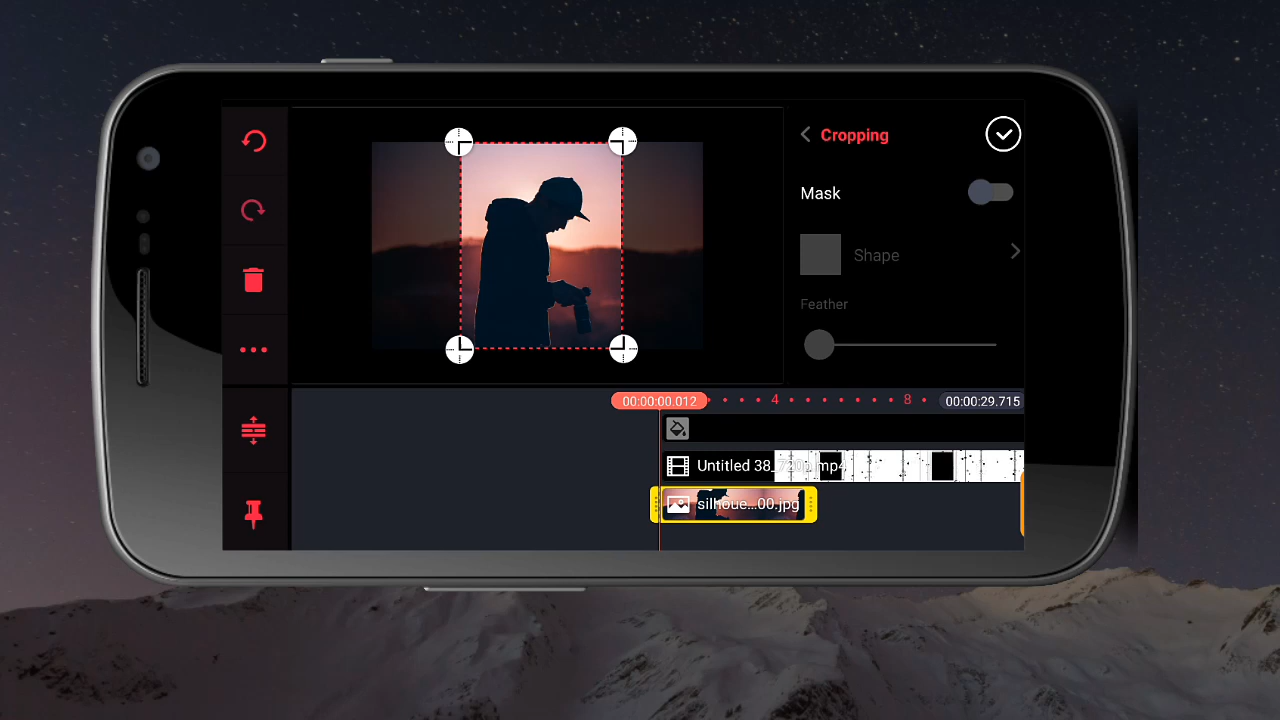 Cropping
Mask
Shape
Feather
00:00:00.012
4
8
00:00:29.715
Untitled 38_720p.mp4
silhoue...00.jpg